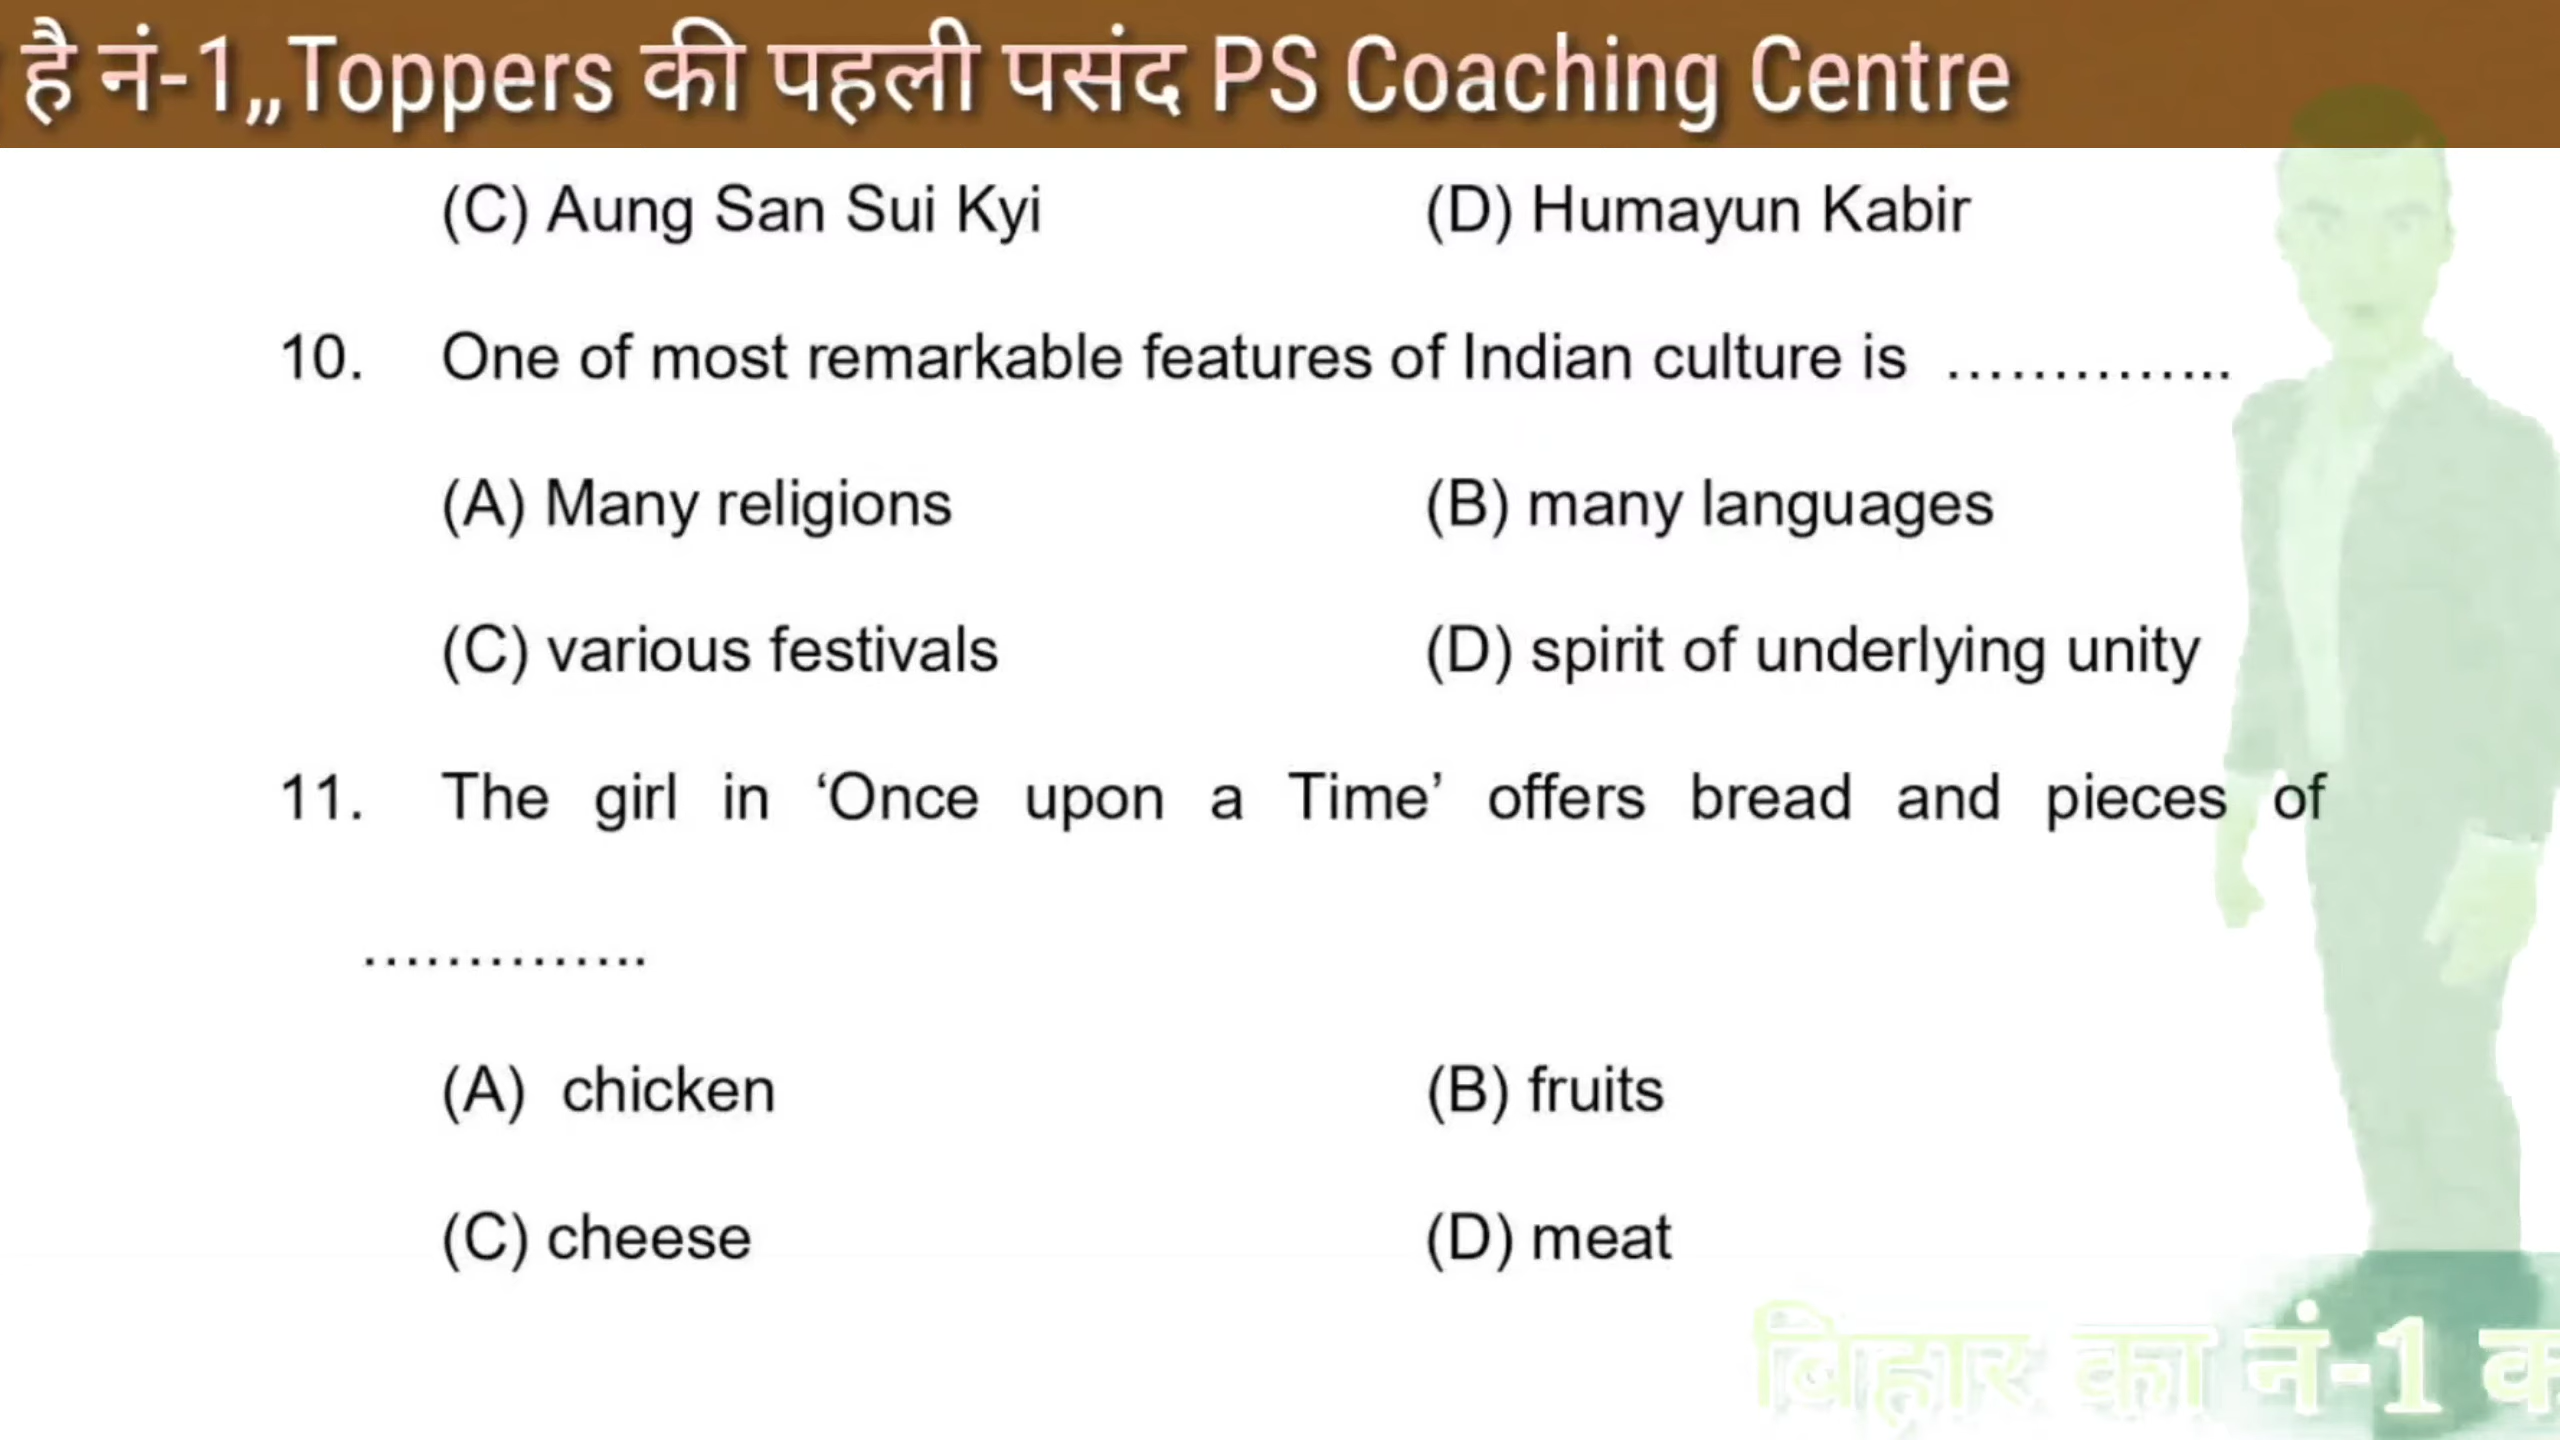 है नं-1,,Toppers की पहली पसंद PS Coaching Centre
(C) Aung San Sui Kyi (D) Humayun Kabir
10. One of most remarkable features of Indian culture is …………..
(A) Many religions (B) many languages
(C) various festivals (D) spirit of underlying unity
11. The girl in ‘Once upon a Time’ offers bread and pieces of
…………..
(A) chicken (B) fruits
(C) cheese (D) meat
बिहार का नं-1